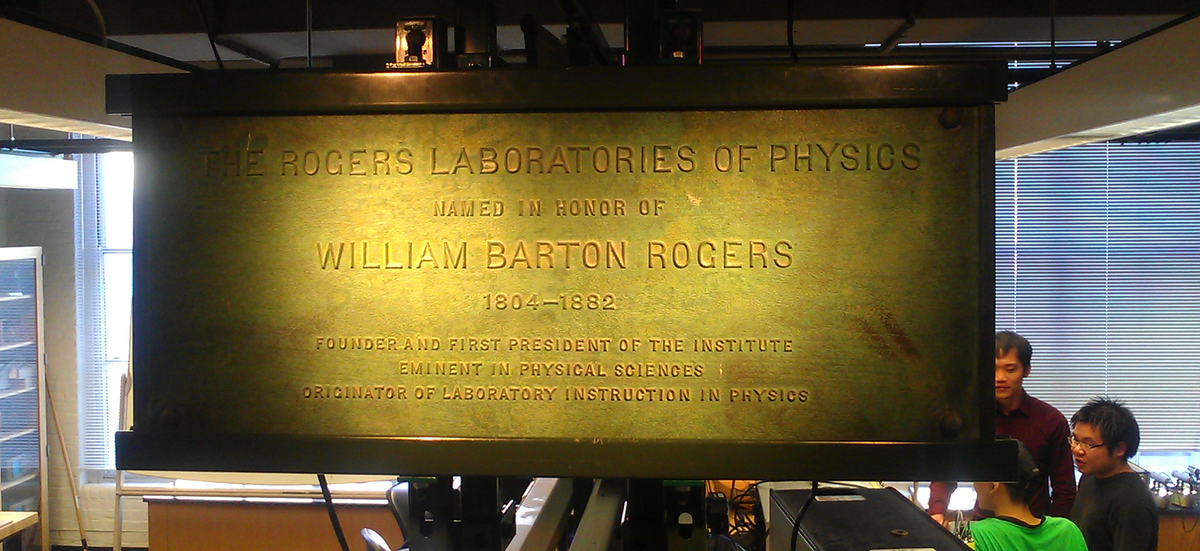 THE ROGERS LABORATORIES OF PHYSICS
NAMED IN HONOR OF
WILLIAM BARTON ROGERS
1804–1882
FOUNDER AND FIRST PRESIDENT OF THE INSTITUTE
EMINENT IN PHYSICAL SCIENCES
ORIGINATOR OF LABORATORY INSTRUCTION IN PHYSICS